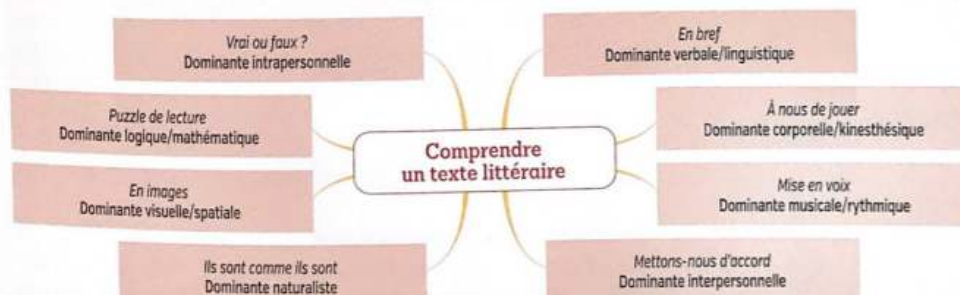 Vrai ou faux ?
Dominante intrapersonnelle
Puzzle de lecture
Dominante logique/mathématique
En images
Dominante visuelle/spatiale
Ils sont comme ils sont
Dominante naturaliste
Comprendre
un texte littéraire
En bref
Dominante verbale/linguistique
À nous de jouer
Dominante corporelle/kinesthésique
Mise en voix
Dominante musicale/rythmique
Mettons-nous d'accord
Dominante interpersonnelle